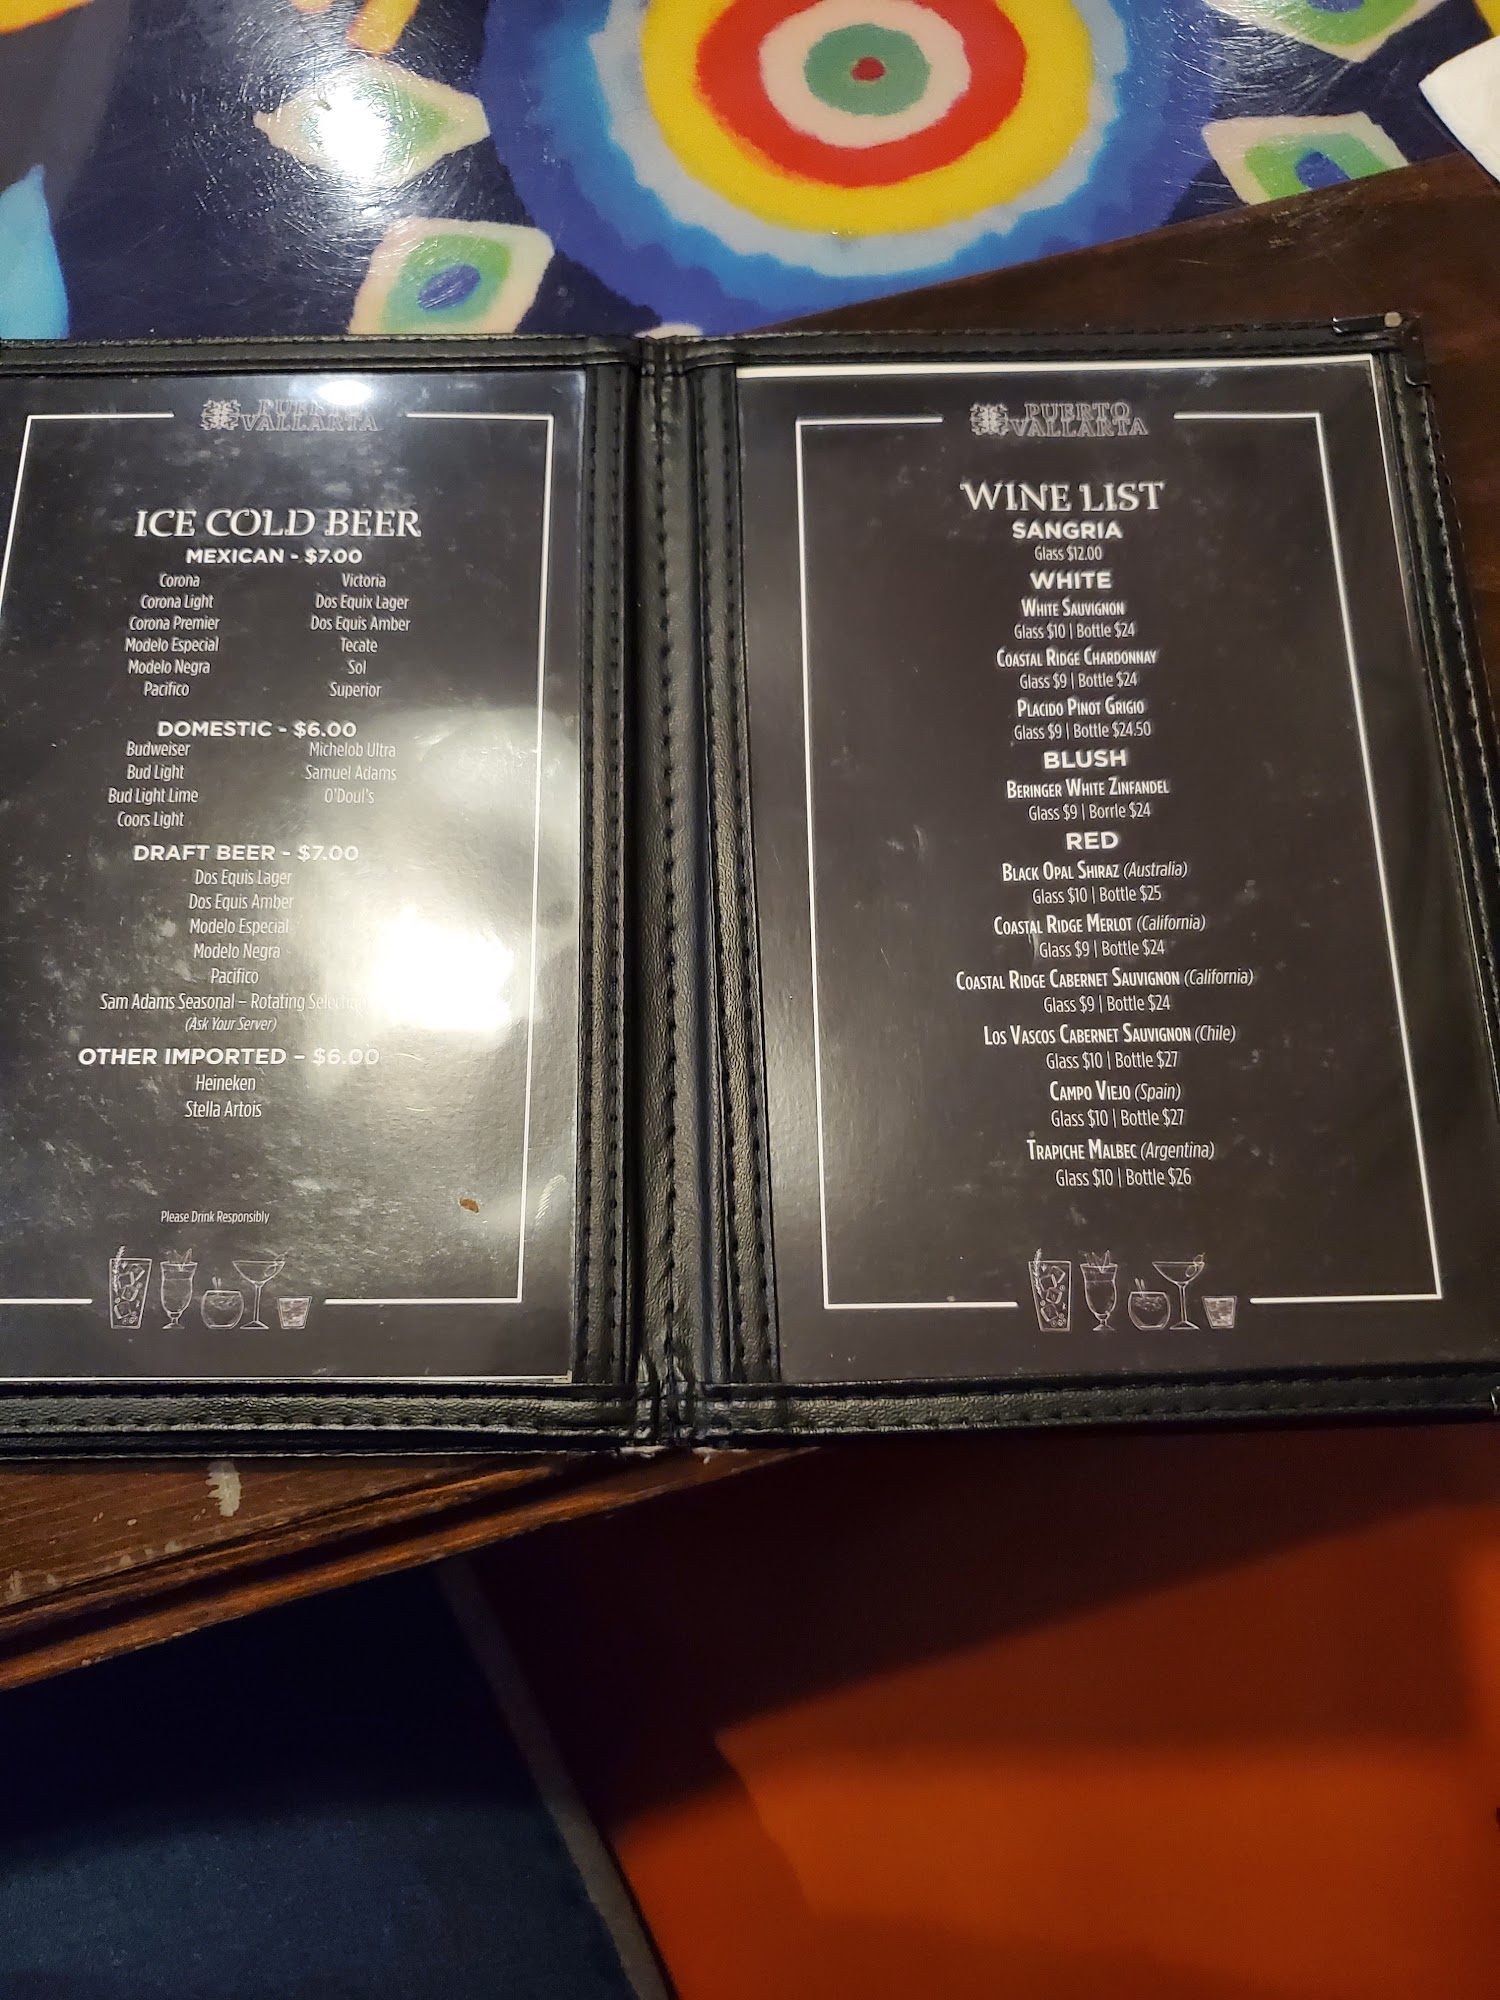 PUERTO
VALLARTA
ICE COLD BEER
MEXICAN - $7.00
Corona
Corona Light
Corona Premier
Modelo Especial
Modelo Negra
Pacifico
Victoria
Dos Equix Lager
Dos Equis Amber
Tecate
Sol
Superior
DOMESTIC - $6.00
Budweiser
Bud Light
Bud Light Lime
Coors Light
Michelob Ultra
Samuel Adams
O'Doul's
DRAFT BEER - $7.00
Dos Equis Lager
Dos Equis Amber
Modelo Especial
Modelo Negra
Pacifico
Sam Adams Seasonal – Rotating Selection
(Ask Your Server)
OTHER IMPORTED – $6.00
Heineken
Stella Artois
Please Drink Responsibly
PUERTO
VALLARTA
WINE LIST
SANGRIA
Glass $12.00
WHITE
WHITE SAUVIGNON
Glass $10 | Bottle $24
COASTAL RIDGE CHARDONNAY
Glass $9 | Bottle $24
PLACIDO PINOT GRIGIO
Glass $9 | Bottle $24.50
BLUSH
BERINGER WHITE ZINFANDEL
Glass $9 | Borrle $24
RED
BLACK OPAL SHIRAZ (Australia)
Glass $10 | Bottle $25
COASTAL RIDGE MERLOT (California)
Glass $9 | Bottle $24
COASTAL RIDGE CABERNET SAUVIGNON (California)
Glass $9 | Bottle $24
LOS VASCOS CABERNET SAUVIGNON (Chile)
Glass $10 | Bottle $27
CAMPO VIEJO (Spain)
Glass $10 | Bottle $27
TRAPICHE MALBEC (Argentina)
Glass $10 | Bottle $26